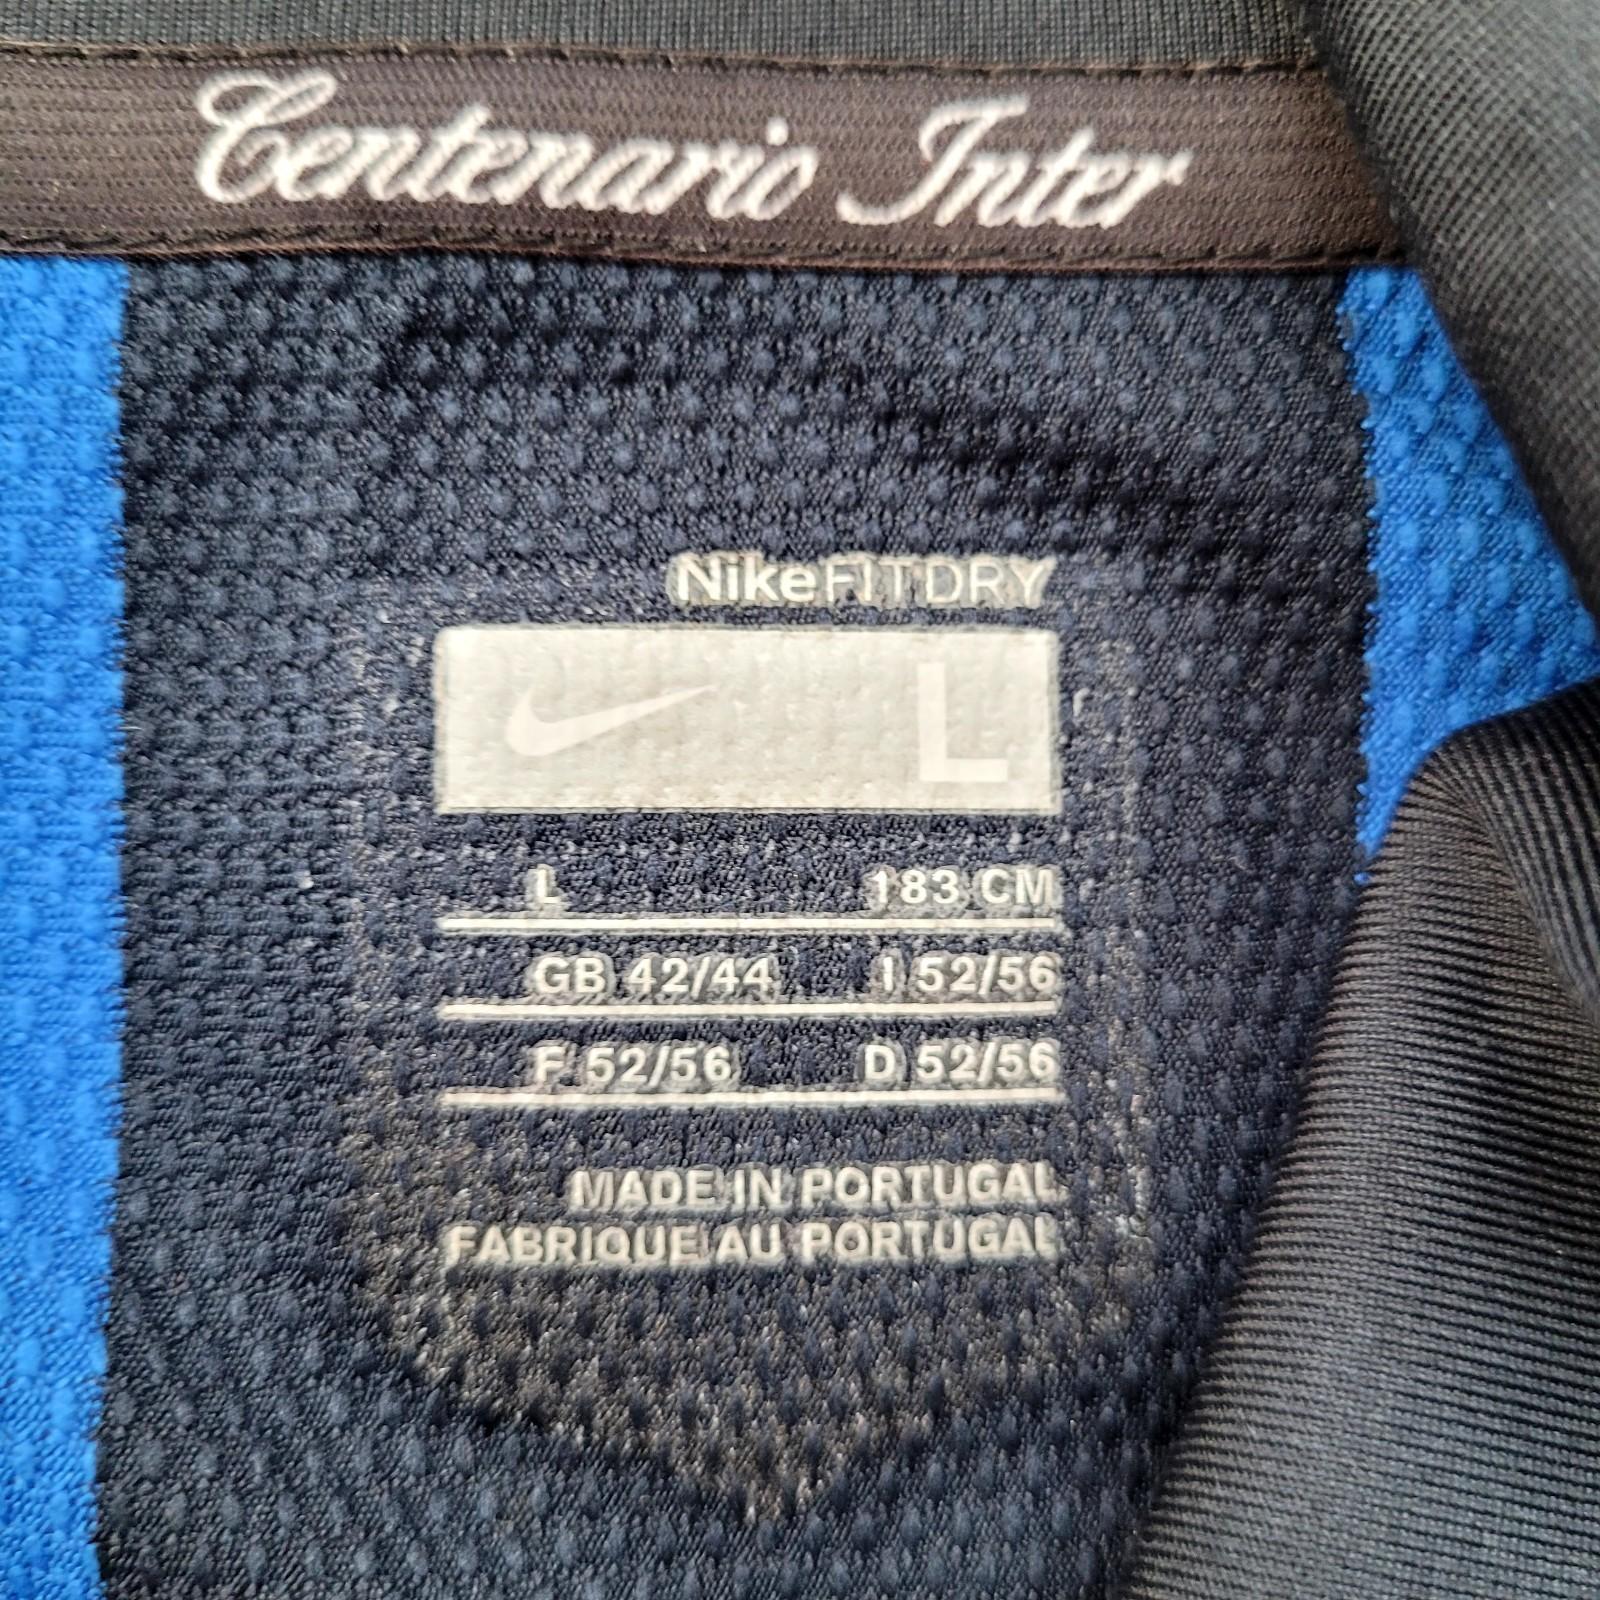 Centenario Inter
NikeFITDRY
L
L 183 CM
GB 42/44 I 52/56
F 52/56 D 52/56
MADE IN PORTUGAL
FABRIQUE AU PORTUGAL